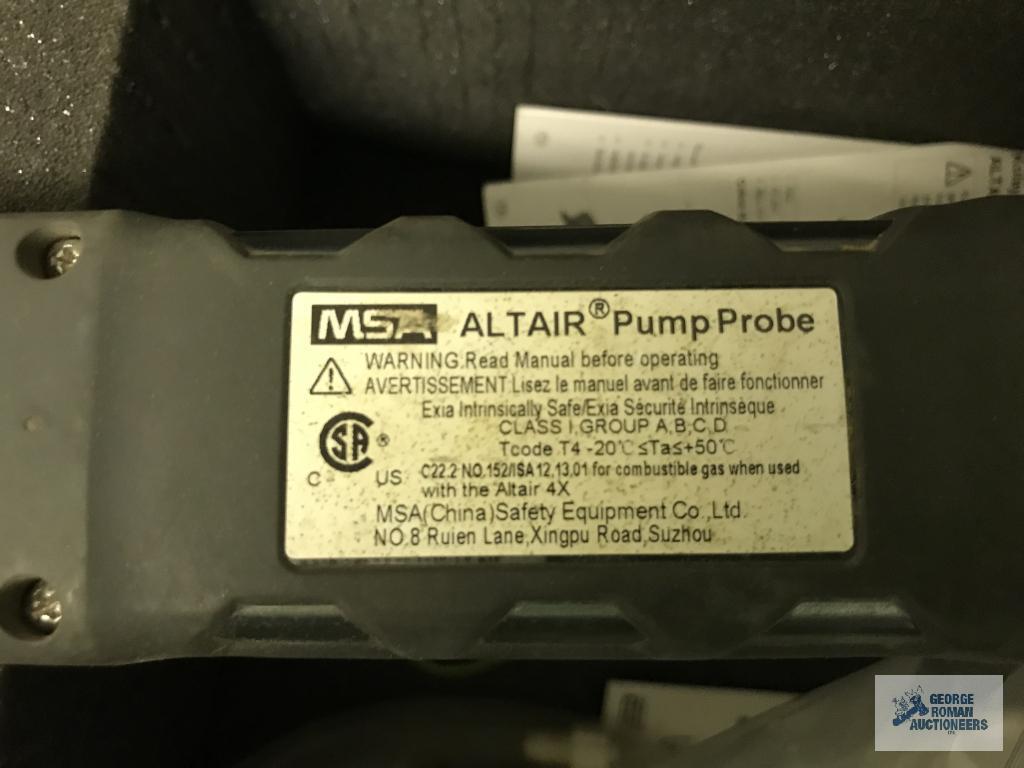 MSA ALTAIR® Pump Probe
WARNING:Read Manual before operating
AVERTISSEMENT:Lisez le manuel avant de faire fonctionner
Exia Intrinsically Safe/Exia Sécurité Intrinsèque
CLASS I,GROUP A,B,C,D
Tcode T4 -20℃≤Ta≤+50℃
SA ®
C US
C22.2 NO.152/ISA12.13.01 for combustible gas when used
with the Altair 4X
MSA(China)Safety Equipment Co.,Ltd.
NO.8 Ruien Lane,Xingpu Road,Suzhou
GEORGE
ROMAN
AUCTIONEERS